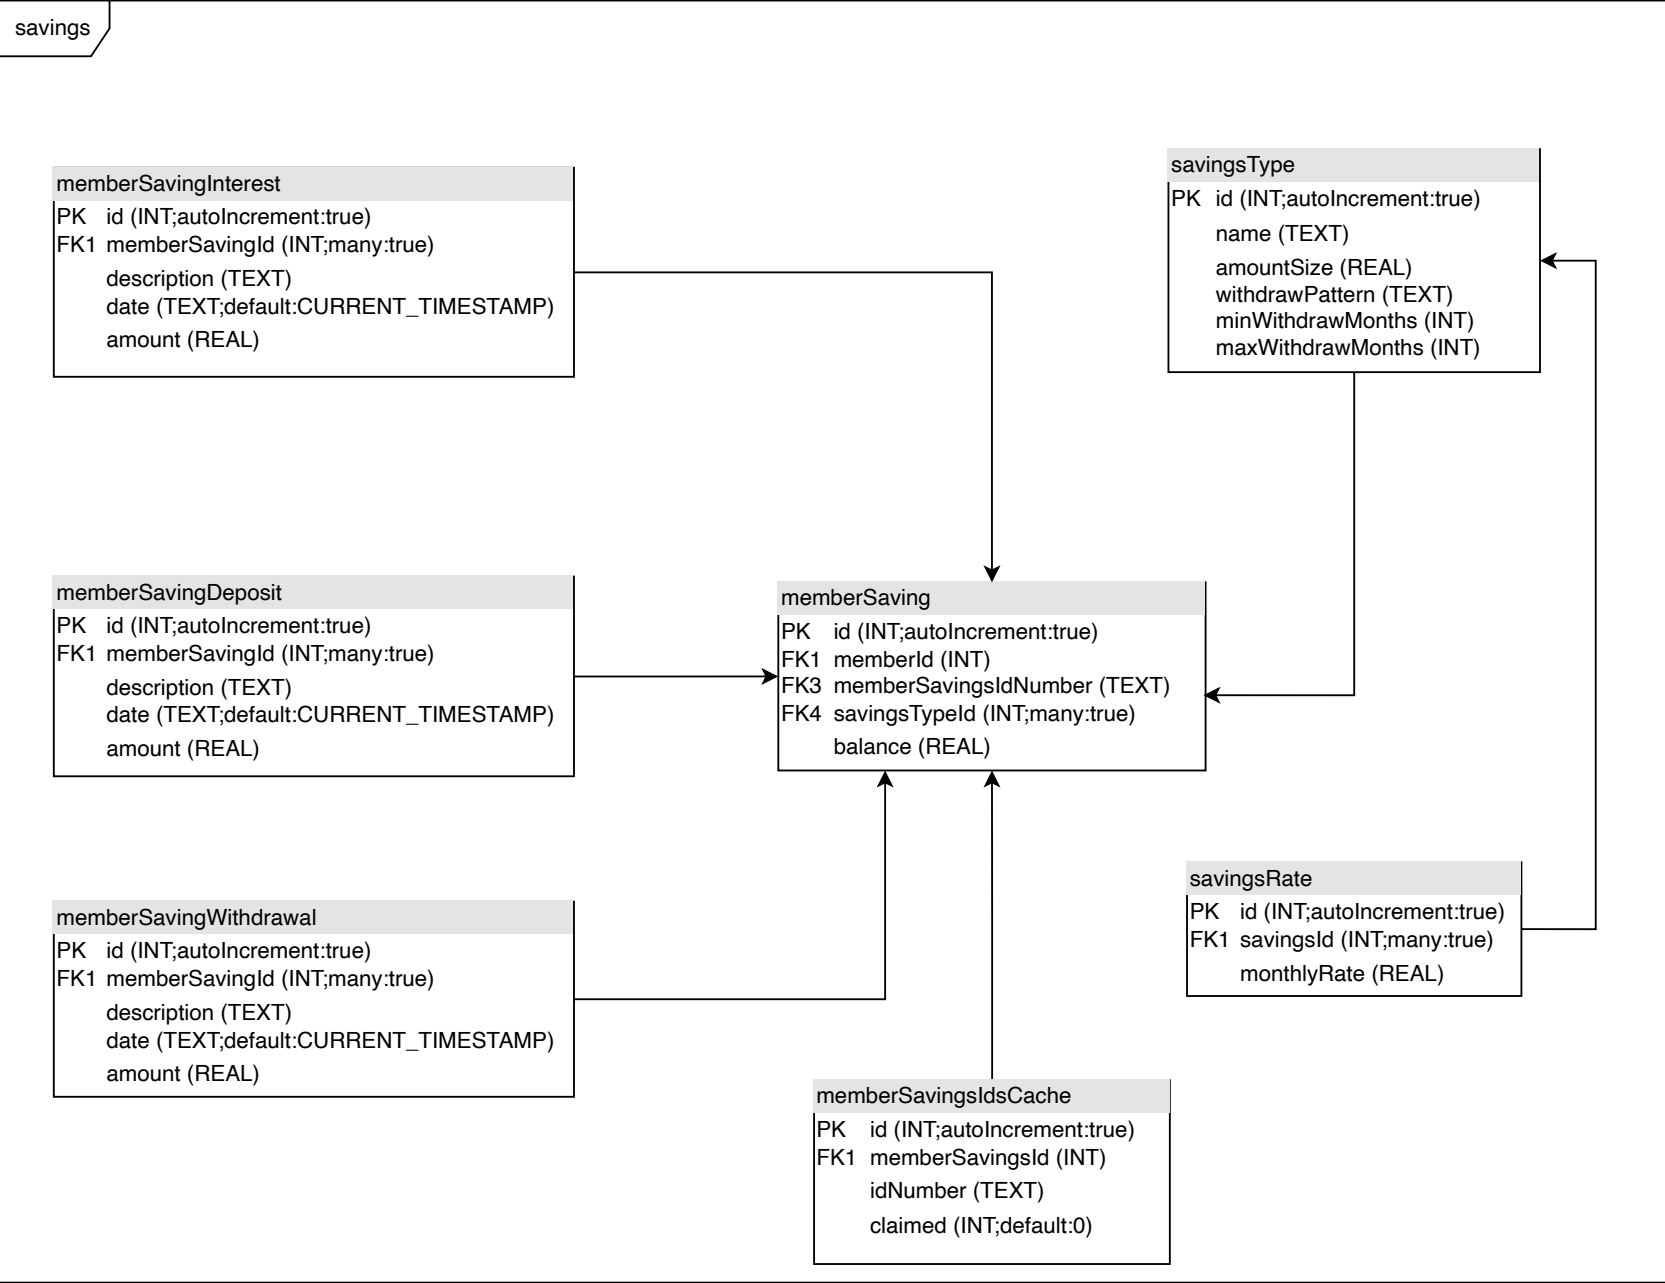 savings
memberSavingInterest
PK id (INT;autoIncrement:true)
FK1 memberSavingId (INT;many:true)
description (TEXT)
date (TEXT;default:CURRENT_TIMESTAMP)
amount (REAL)
savingsType
PK id (INT;autoIncrement:true)
name (TEXT)
amountSize (REAL)
withdrawPattern (TEXT)
minWithdrawMonths (INT)
maxWithdrawMonths (INT)
memberSavingDeposit
PK id (INT;autoIncrement:true)
FK1 memberSavingId (INT;many:true)
description (TEXT)
date (TEXT;default:CURRENT_TIMESTAMP)
amount (REAL)
memberSaving
PK id (INT;autoIncrement:true)
FK1 memberId (INT)
FK3 memberSavingsIdNumber (TEXT)
FK4 savingsTypeId (INT;many:true)
balance (REAL)
savingsRate
PK id (INT;autoIncrement:true)
FK1 savingsId (INT;many:true)
monthlyRate (REAL)
memberSavingWithdrawal
PK id (INT;autoIncrement:true)
FK1 memberSavingId (INT;many:true)
description (TEXT)
date (TEXT;default:CURRENT_TIMESTAMP)
amount (REAL)
memberSavingsIdsCache
PK id (INT;autoIncrement:true)
FK1 memberSavingsId (INT)
idNumber (TEXT)
claimed (INT;default:0)